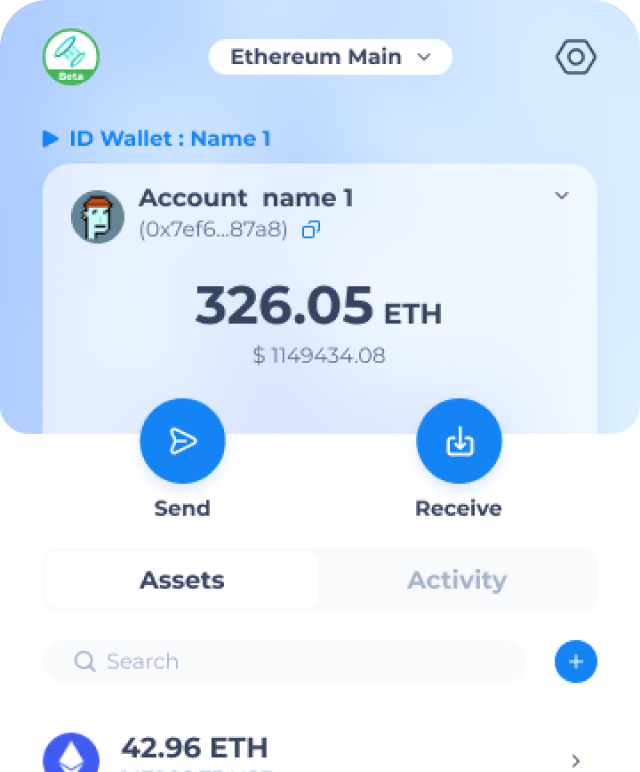 Beta
Ethereum Main
ID Wallet : Name 1
Account name 1
(0x7ef6...87a8)
326.05 ETH
$ 1149434.08
Send
Receive
Assets
Activity
Search
42.96 ETH